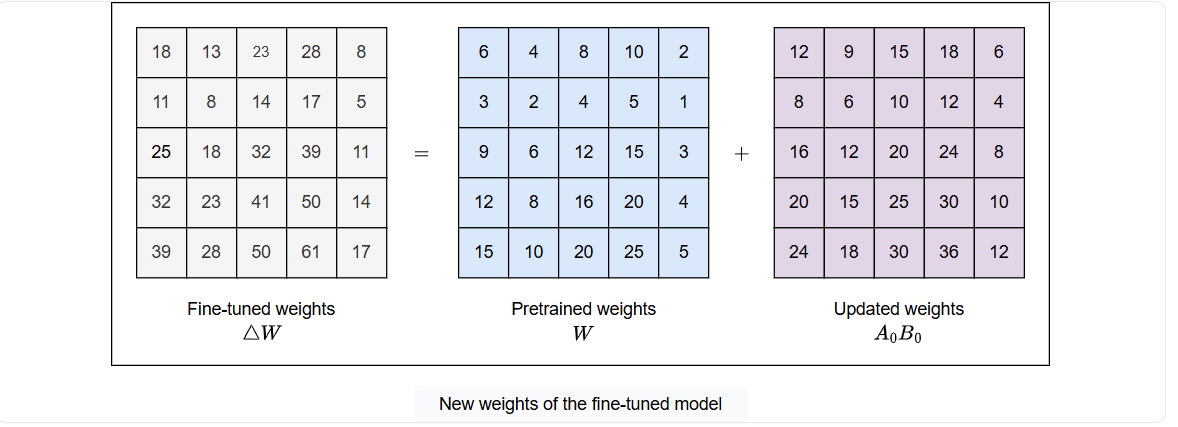 18 13 23 28 8 6 4 8 10 2 12 9 15 18 6
11 8 14 17 5 3 2 4 5 1 8 6 10 12 4
25 18 32 39 11 = 9 6 12 15 3 + 16 12 20 24 8
32 23 41 50 14 12 8 16 20 4 20 15 25 30 10
39 28 50 61 17 15 10 20 25 5 24 18 30 36 12
Fine-tuned weights Pretrained weights Updated weights
△W W A₀B₀
New weights of the fine-tuned model